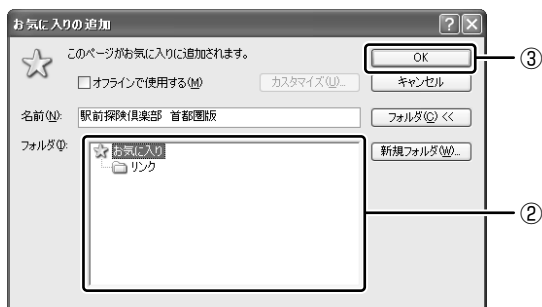 お気に入りの追加
このページがお気に入りに追加されます。
OK
③
オフラインで使用する(M)
カスタマイズ(U)...
キャンセル
名前(N):
駅前探険倶楽部 首都圏版
フォルダ(C) <<
フォルダ(I):
お気に入り
新規フォルダ(W)...
リンク
②